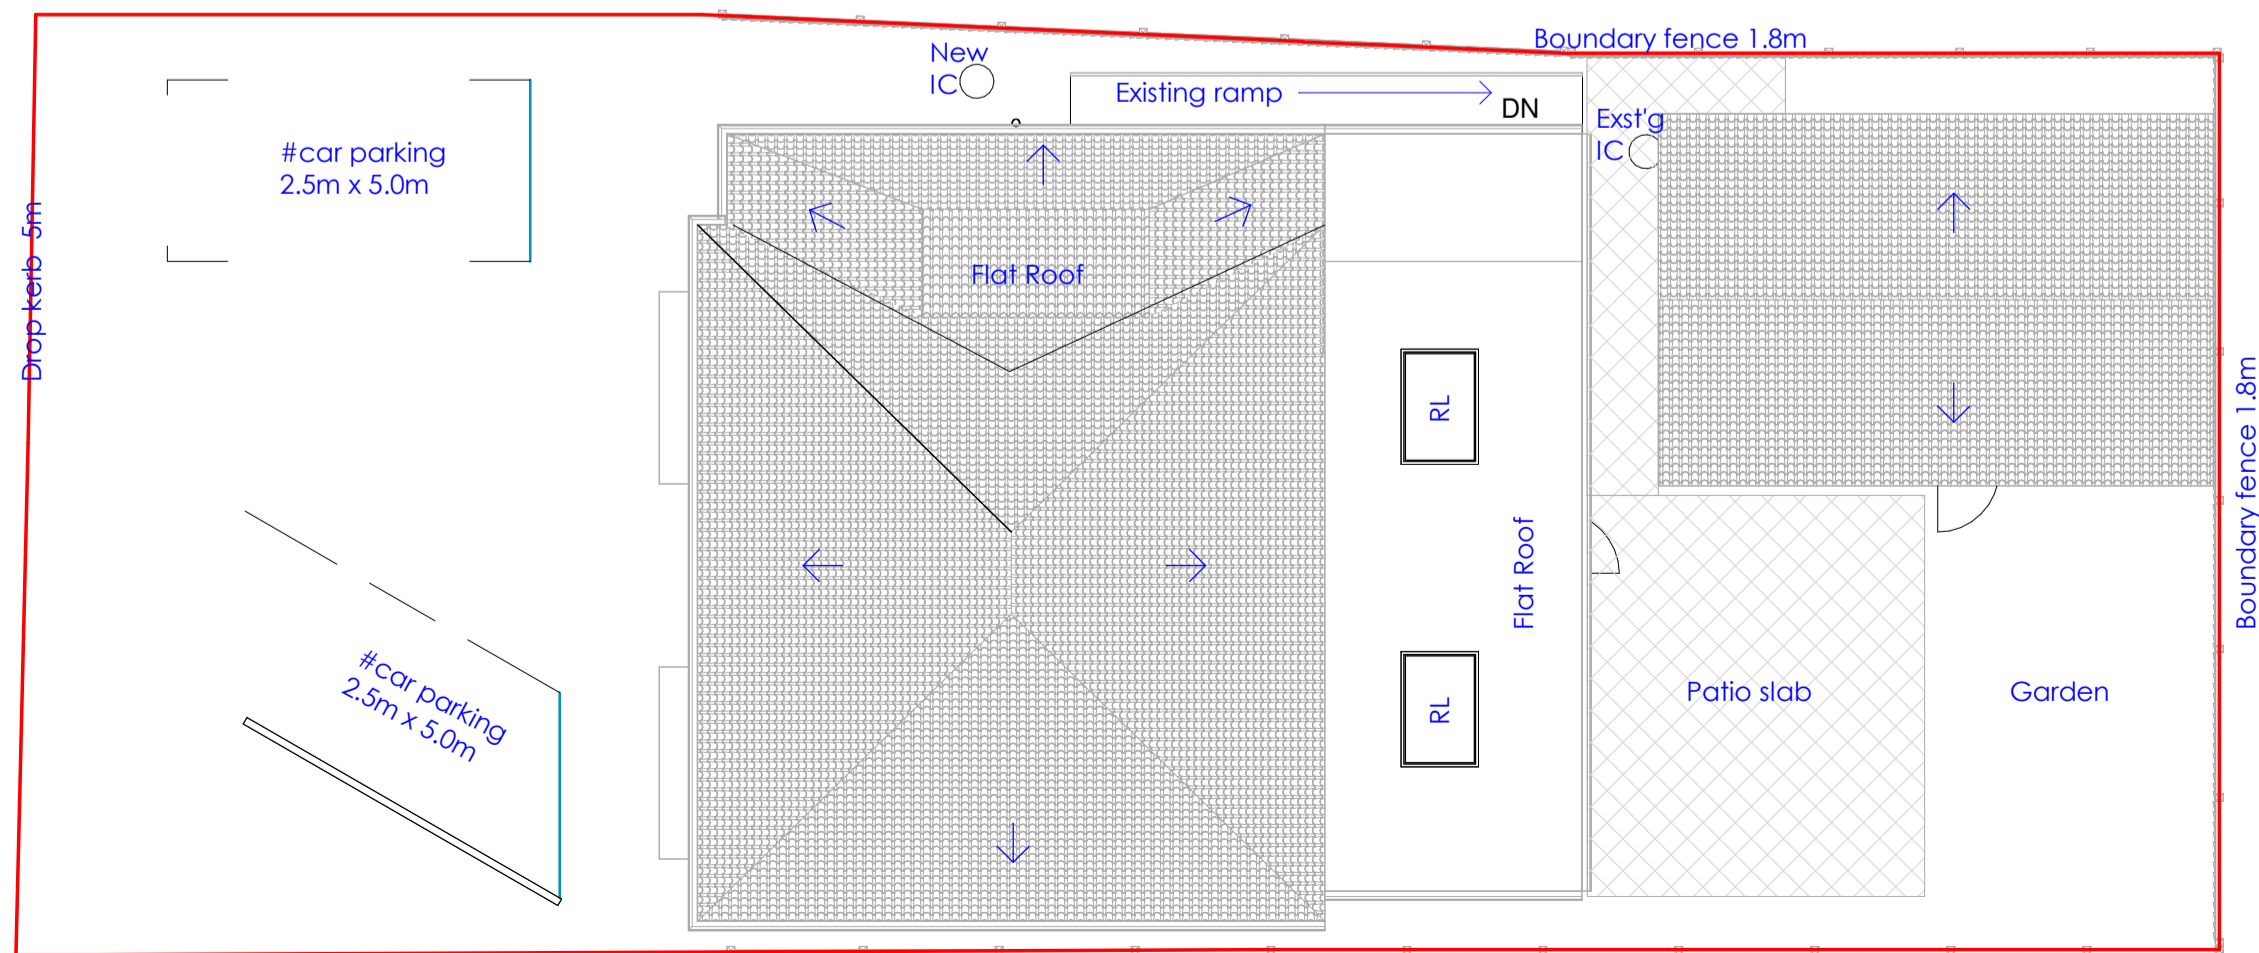 Boundary fence 1.8m
New
IC
Existing ramp
DN
Exst'g
IC
#car parking
2.5m x 5.0m
Drop kerb 5m
Flat Roof
RL
Flat Roof
Boundary fence 1.8m
#car parking
2.5m x 5.0m
RL
Patio slab
Garden